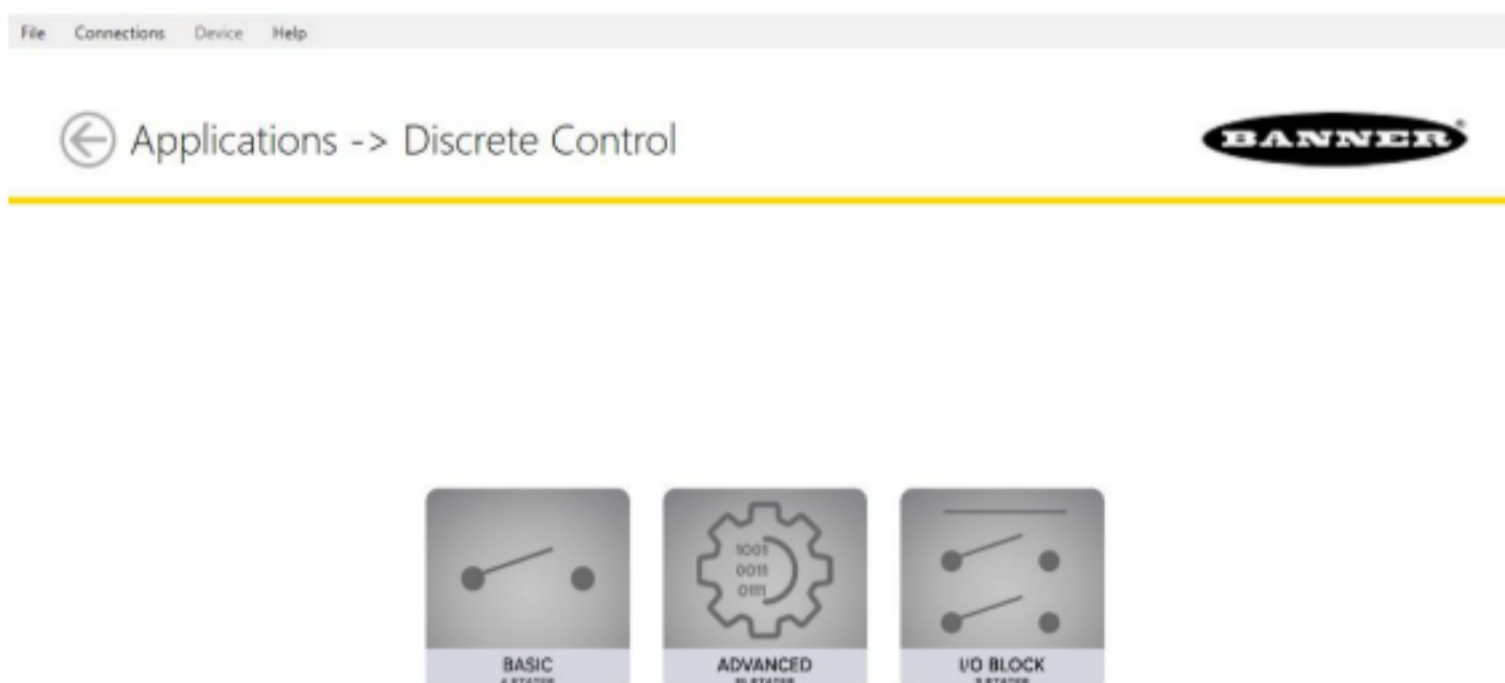 File Connections Device Help
Applications -> Discrete Control
BANNER®
1001
0011
0111
BASIC
ADVANCED
I/O BLOCK